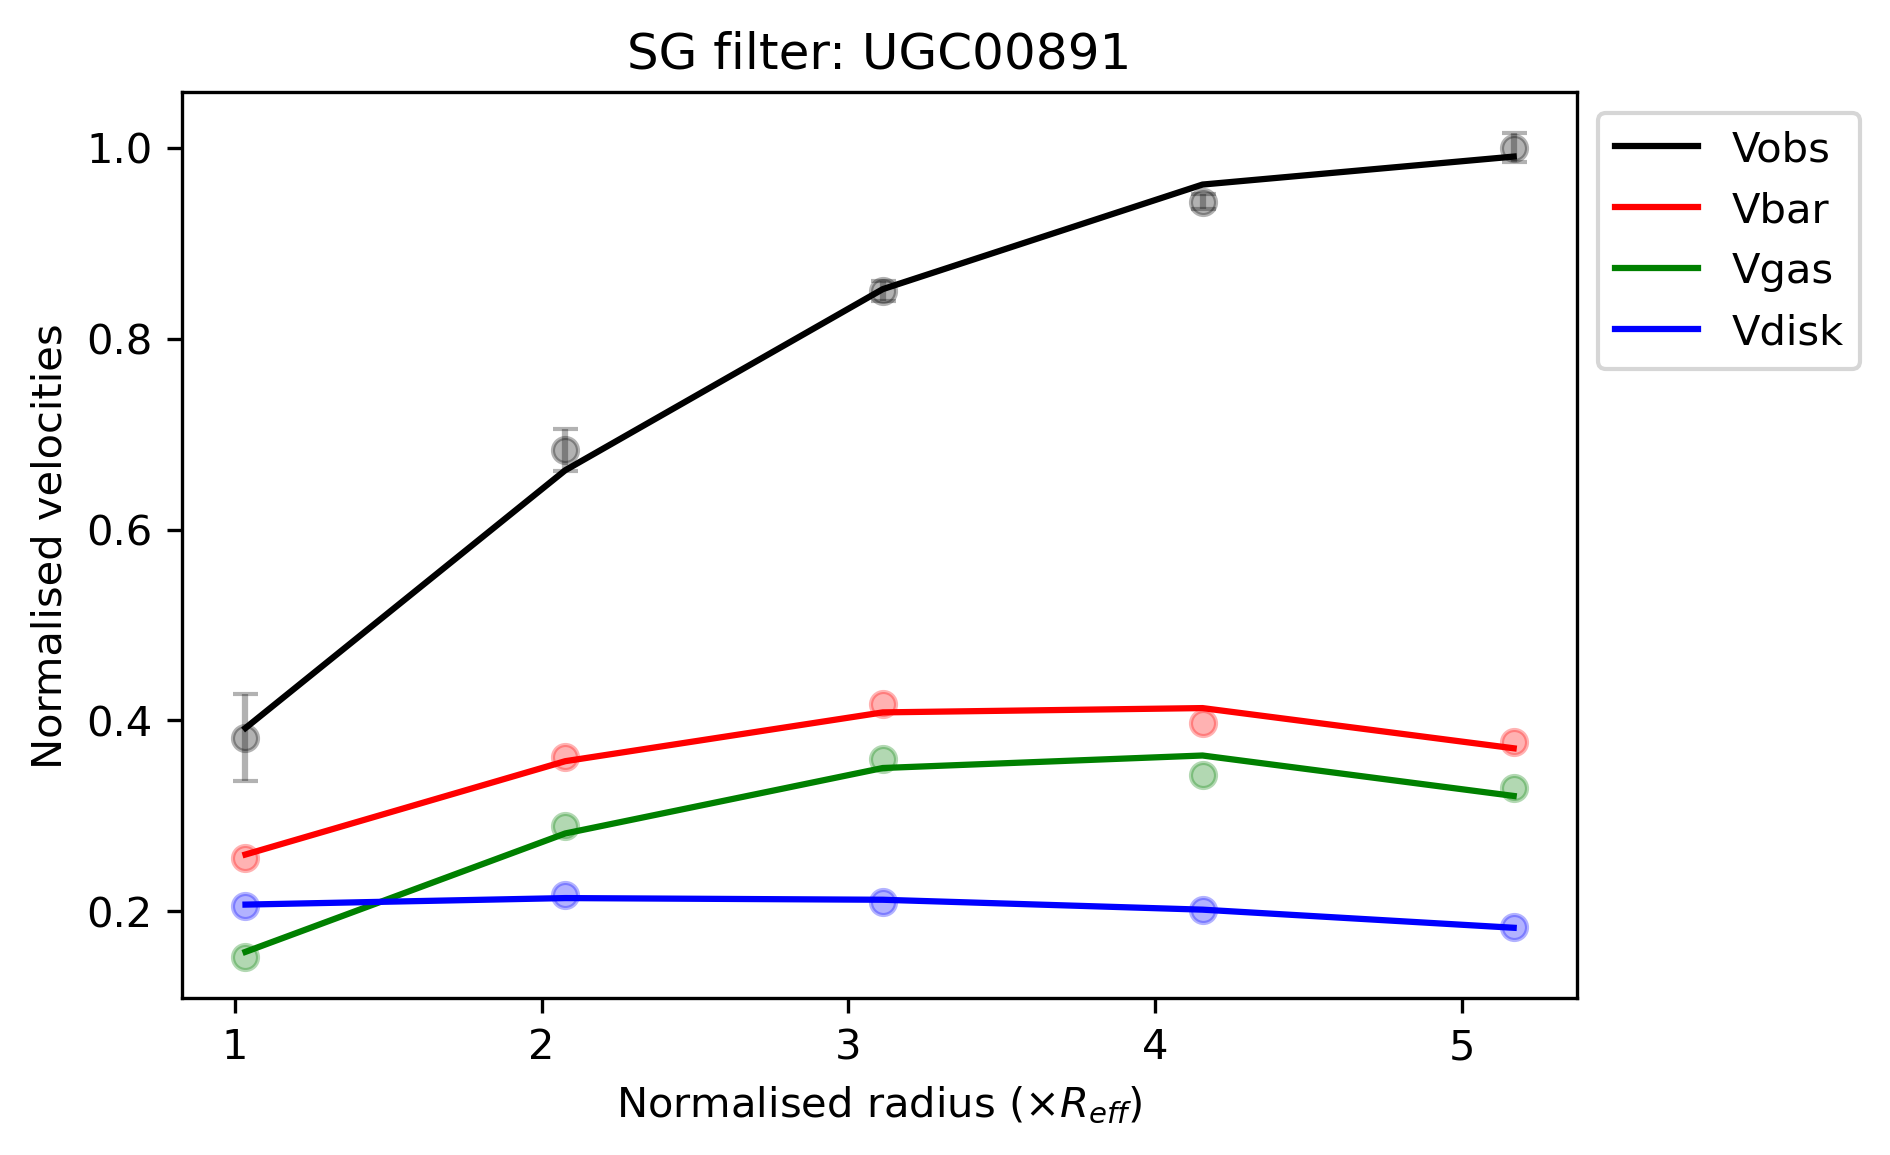 SG filter: UGC00891
Normalised velocities
1.0
0.8
0.6
0.4
0.2
1 2 3 4 5
Normalised radius (×R_eff)
Vobs
Vbar
Vgas
Vdisk